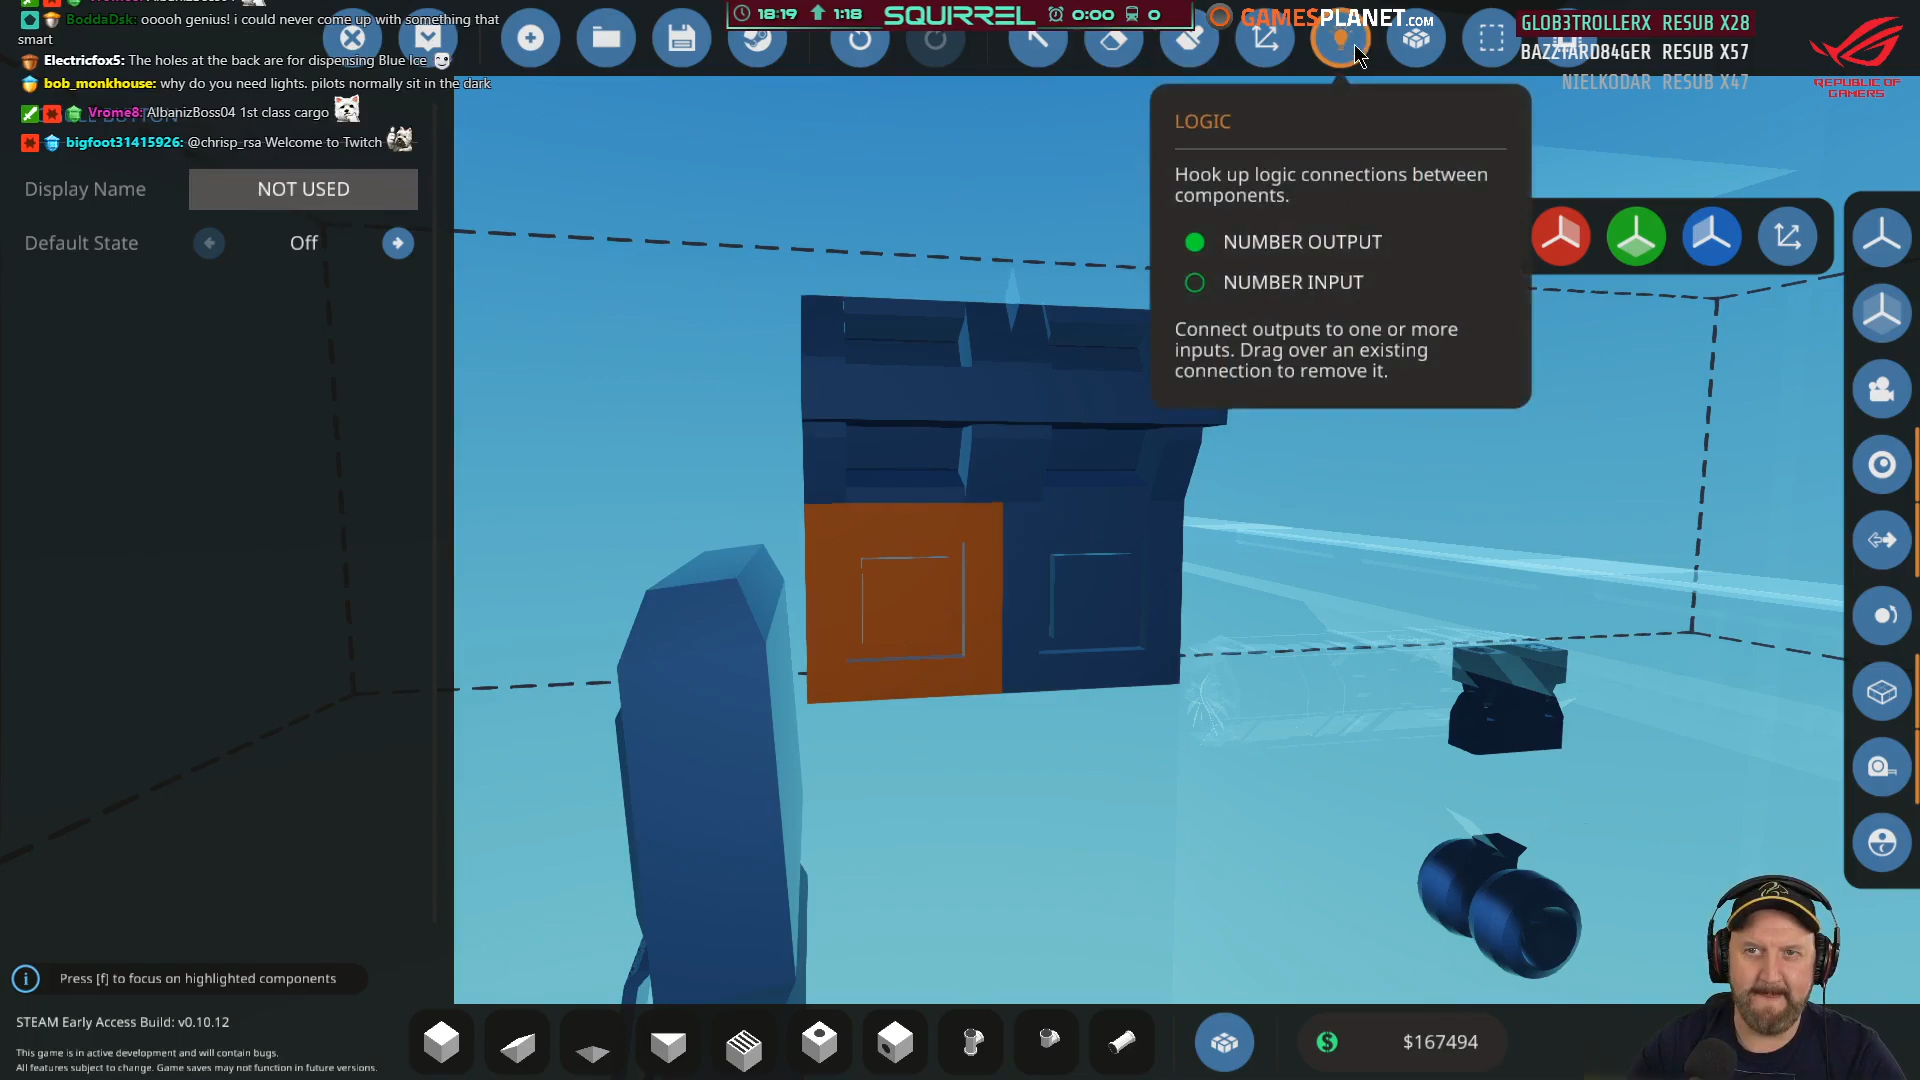 BoddaDsk: ooooh genius! i could never come up with something that
smart
Electricfox5: The holes at the back are for dispensing Blue Ice
bob_monkhouse: why do you need lights. pilots normally sit in the dark
Vrome8: AlbanizBoss04 1st class cargo
bigfoot31415926: @chrisp_rsa Welcome to Twitch
18:19 1:18 SQUIRREL 0:00 0
GAMESPLANET.COM
GLOB3TROLLERX RESUB X28
BAZZTARD84GER RESUB X57
NIELKODAR RESUB X47
REPUBLIC OF
GAMERS
Display Name NOT USED
Default State Off
LOGIC
Hook up logic connections between
components.
NUMBER OUTPUT
NUMBER INPUT
Connect outputs to one or more
inputs. Drag over an existing
connection to remove it.
Press [f] to focus on highlighted components
STEAM Early Access Build: v0.10.12
This game is in active development and will contain bugs.
All features subject to change. Game saves may not function in future versions.
$167494